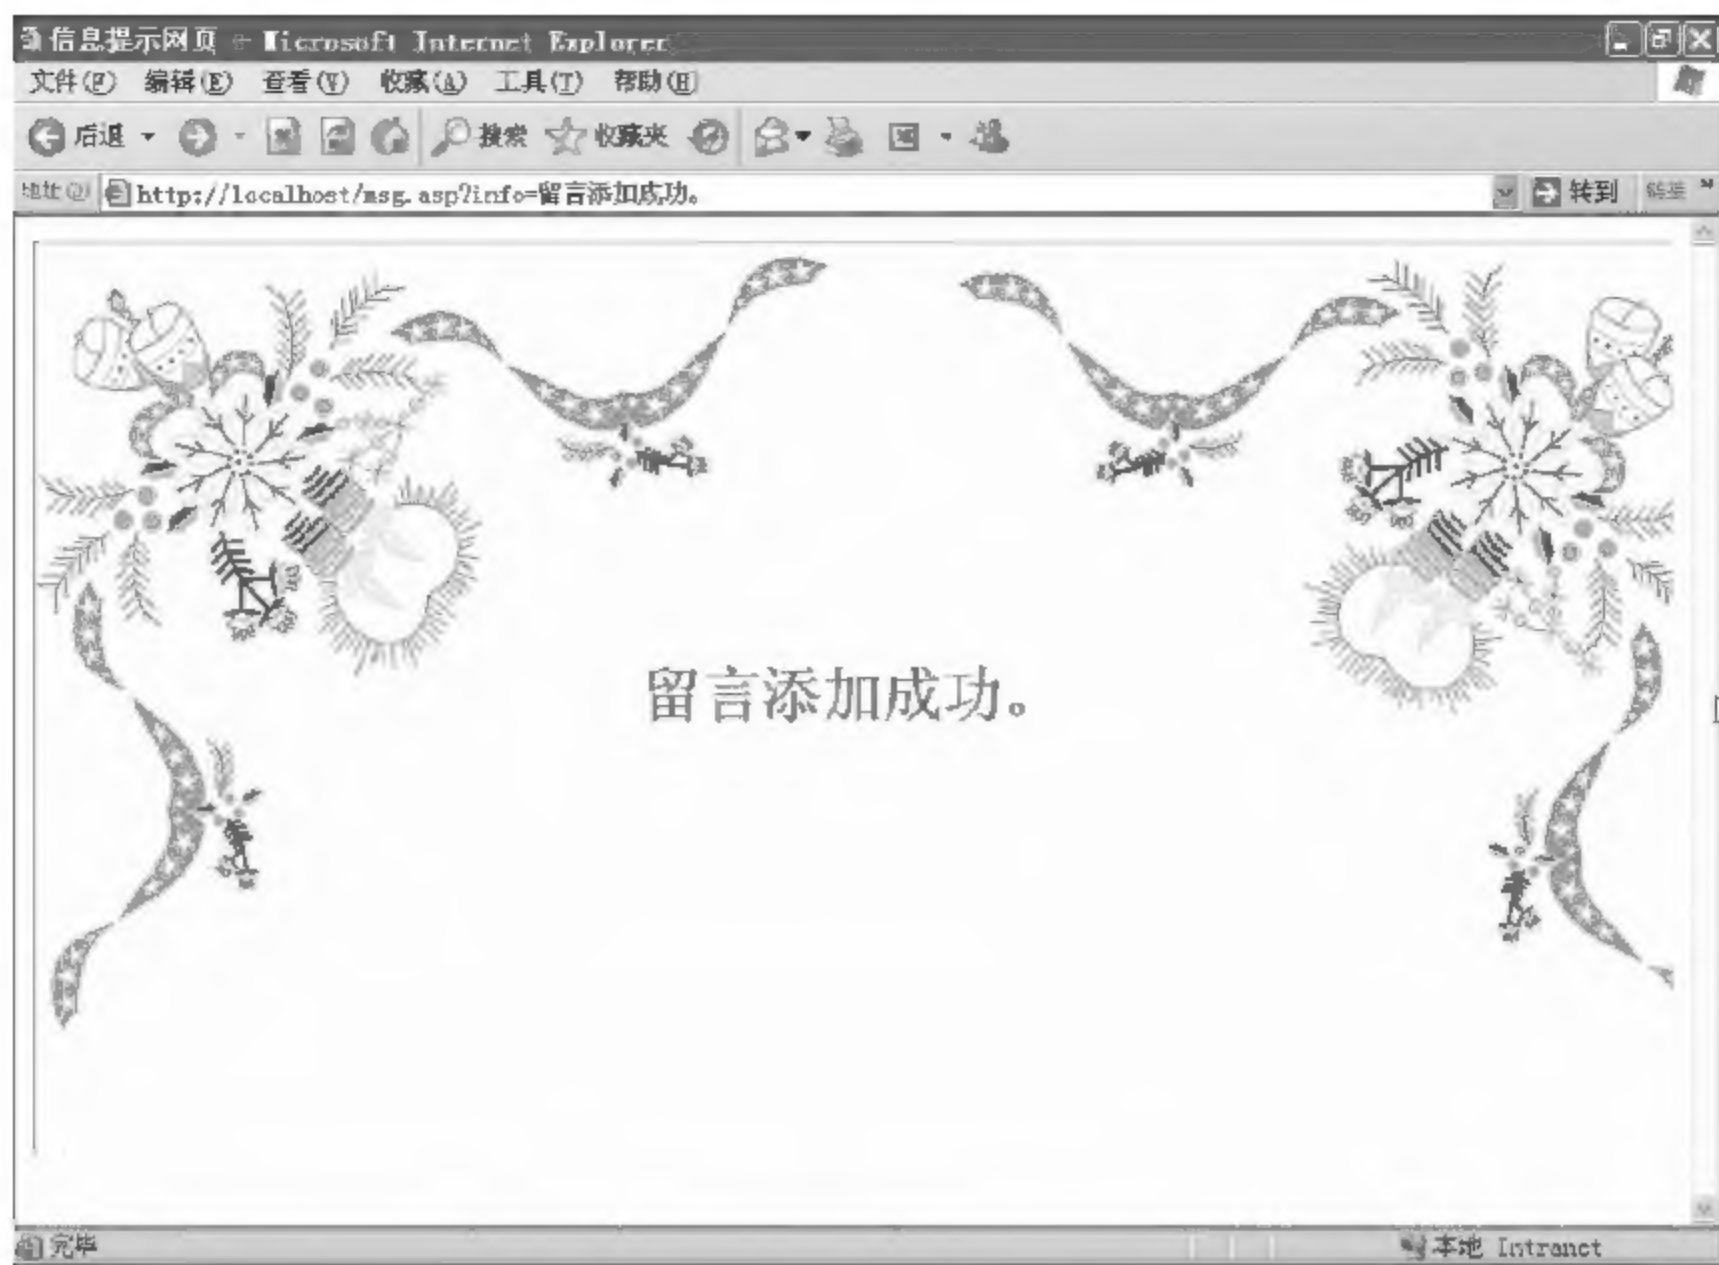 信息提示网页 - Microsoft Internet Explorer
文件(F) 编辑(E) 查看(V) 收藏(A) 工具(T) 帮助(H)
后退 搜索 收藏夹
地址(D) http://localhost/msg.asp?info=留言添加成功。 转到 链接 »
留言添加成功。
完毕 本地 Intranet